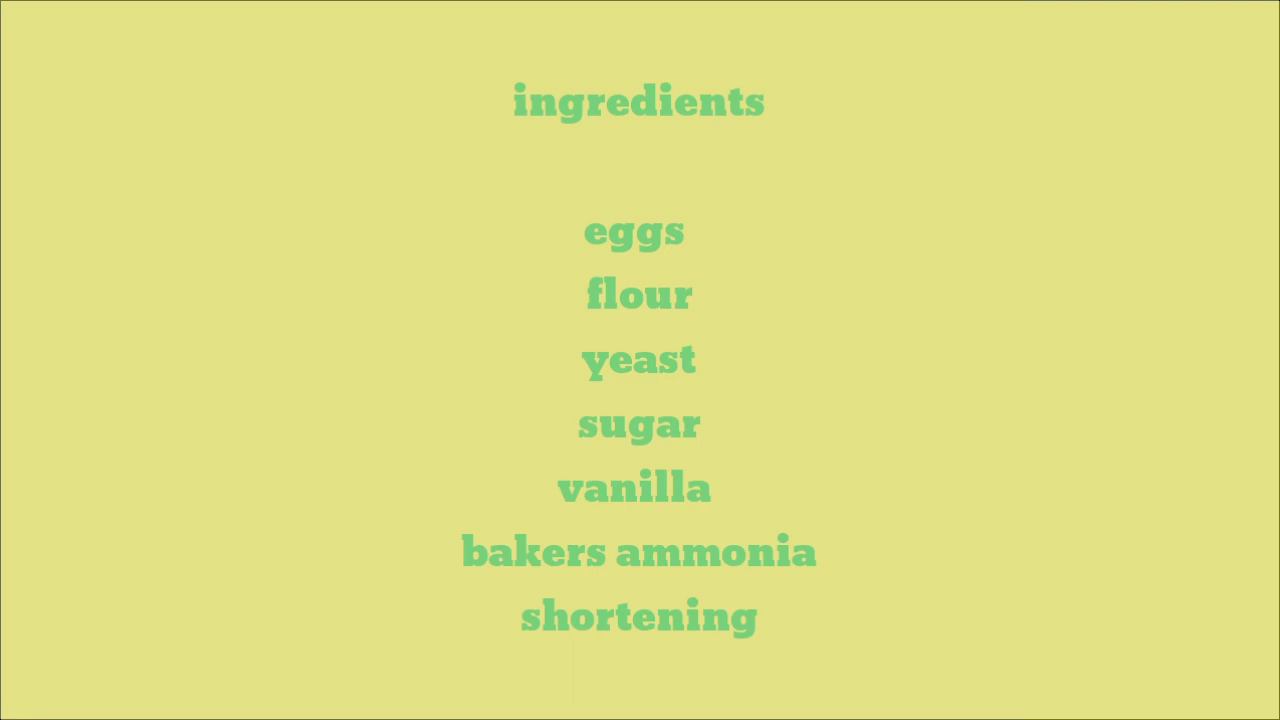 ingredients
eggs
flour
yeast
sugar
vanilla
bakers ammonia
shortening